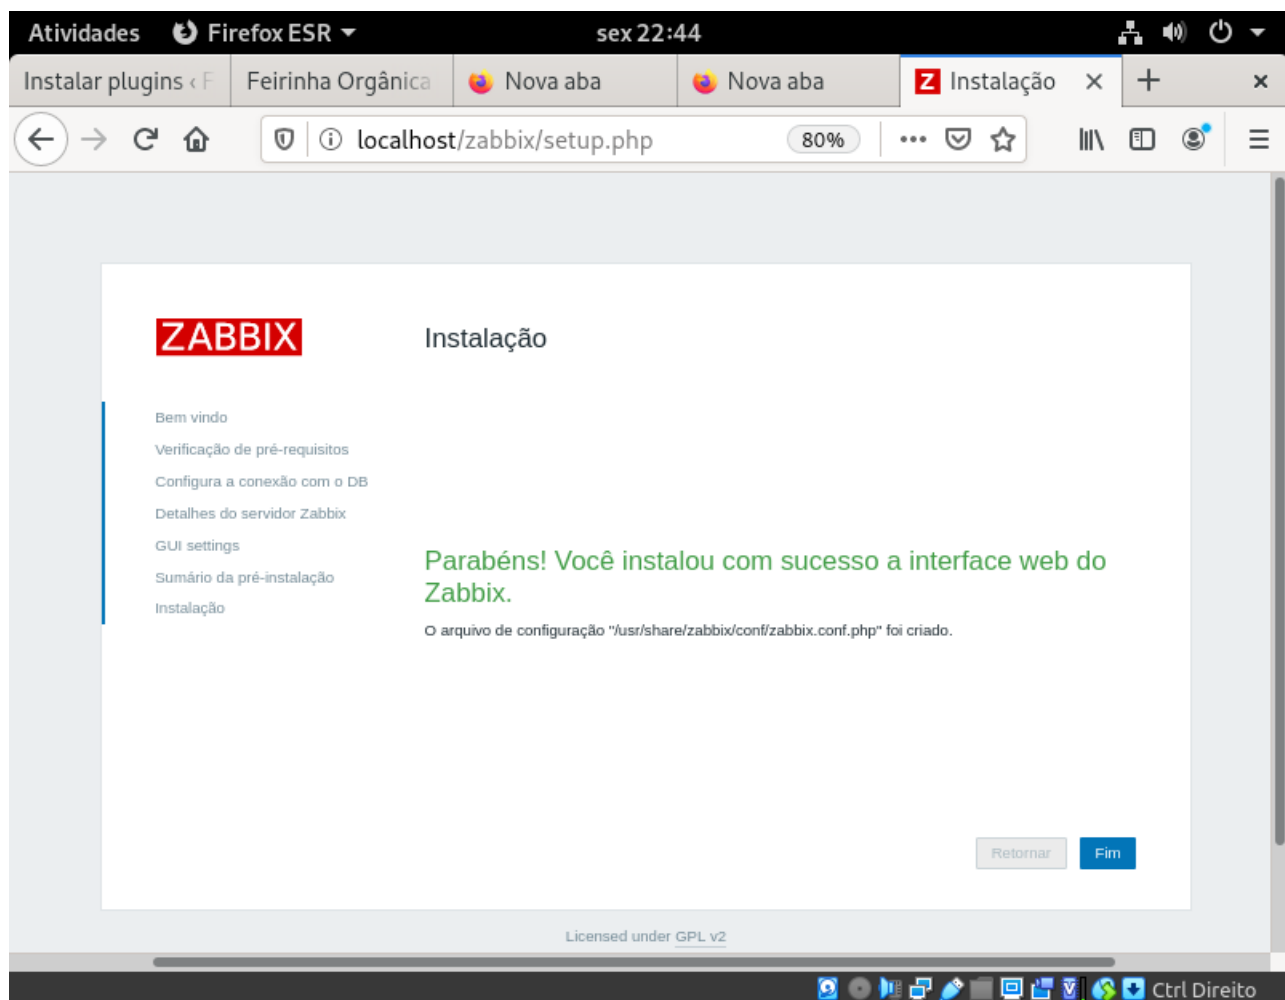 Atividades Firefox ESR sex 22:44
Instalar plugins ‹ F Feirinha Orgânica Nova aba Nova aba Z Instalação
localhost/zabbix/setup.php 80%
ZABBIX
Instalação
Bem vindo
Verificação de pré-requisitos
Configura a conexão com o DB
Detalhes do servidor Zabbix
GUI settings
Sumário da pré-instalação
Instalação
Parabéns! Você instalou com sucesso a interface web do
Zabbix.
O arquivo de configuração "/usr/share/zabbix/conf/zabbix.conf.php" foi criado.
Retornar Fim
Licensed under GPL v2
Ctrl Direito